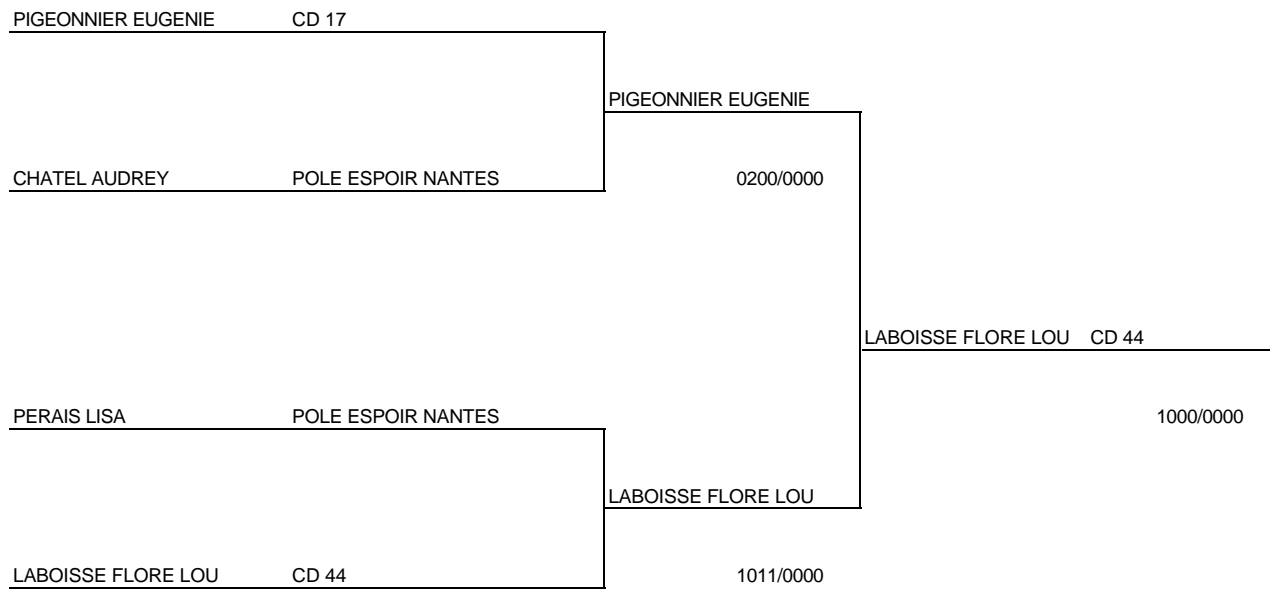 PIGEONNIER EUGENIE CD 17
PIGEONNIER EUGENIE
CHATEL AUDREY POLE ESPOIR NANTES 0200/0000
LABOISSE FLORE LOU CD 44
PERAIS LISA POLE ESPOIR NANTES 1000/0000
LABOISSE FLORE LOU
LABOISSE FLORE LOU CD 44 1011/0000